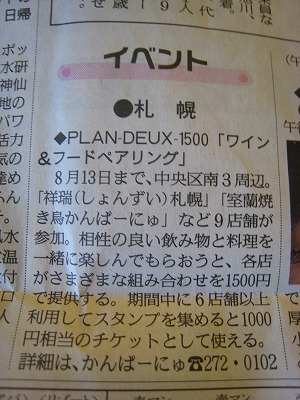 イベント
●札幌
◆PLAN-DEUX-1500「ワイン
&フードペアリング」
8月13日まで、中央区南3周辺。
「祥瑞(しょんずい)札幌」「室蘭焼
き鳥かんぱーにゅ」など9店舗が
参加。相性の良い飲み物と料理を
一緒に楽しんでもらおうと、各店
がさまざまな組み合わせを1500円
で提供する。期間中に6店舗以上
利用してスタンプを集めると1000
円相当のチケットとして使える。
詳細は、かんぱーにゅ☎272・0102